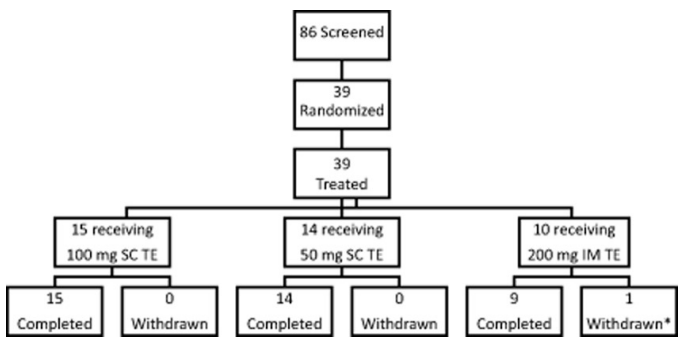 86 Screened
39
Randomized
39
Treated
15 receiving
100 mg SC TE
14 receiving
50 mg SC TE
10 receiving
200 mg IM TE
15
Completed
0
Withdrawn
14
Completed
0
Withdrawn
9
Completed
1
Withdrawn*